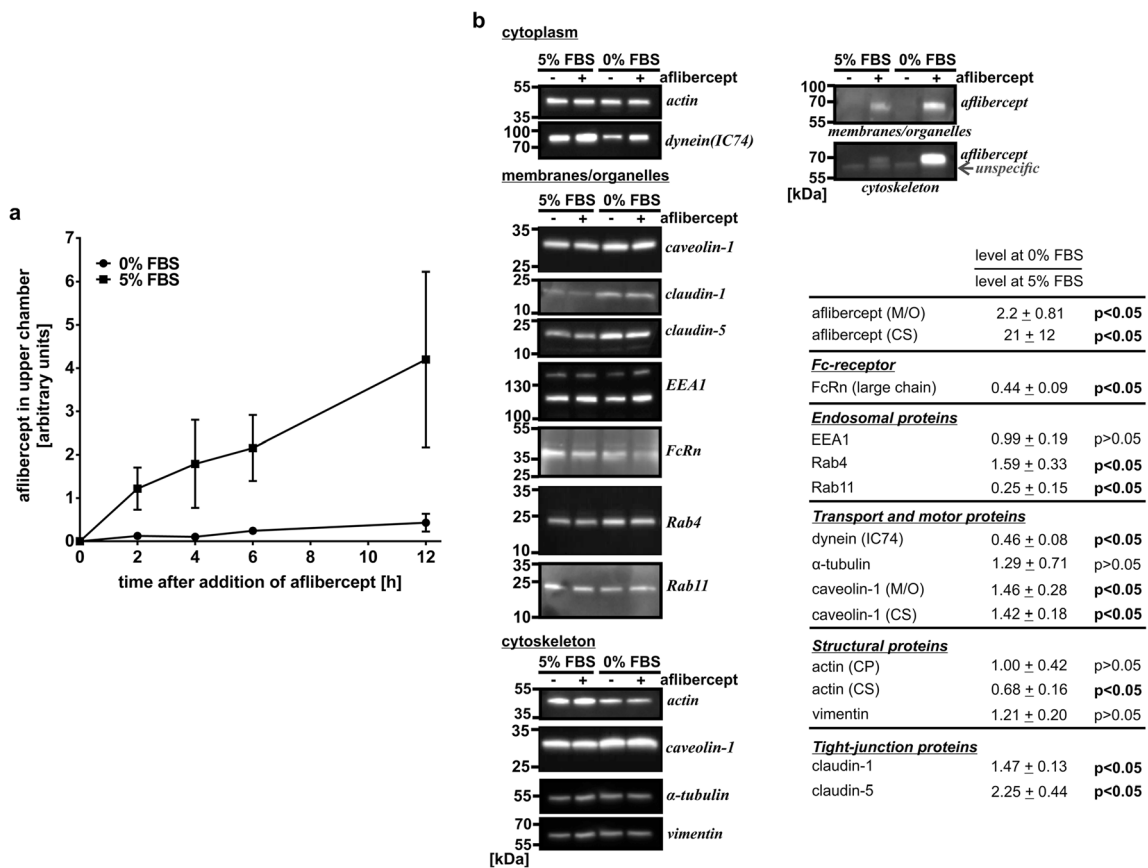 a
7
6
5
4
3
2
1
0
0 2 4 6 8 10 12
aflibercept in upper chamber
[arbitrary units]
time after addition of aflibercept [h]
0% FBS
5% FBS
b
cytoplasm
5% FBS 0% FBS
- + - + aflibercept
55
35
actin
100
70
dynein(IC74)
membranes/organelles
5% FBS 0% FBS
- + - + aflibercept
35
25
caveolin-1
25
10
claudin-1
25
10
claudin-5
130
100
EEA1
55
35
25
FcRn
35
25
10
Rab4
35
25
10
Rab11
cytoskeleton
5% FBS 0% FBS
- + - + aflibercept
55
35
actin
25
caveolin-1
55
α-tubulin
70
55
vimentin
[kDa]
5% FBS 0% FBS
- + - + aflibercept
100
70
55
aflibercept
membranes/organelles
70
55
aflibercept
unspecific
cytoskeleton
[kDa]
level at 0% FBS
level at 5% FBS
aflibercept (M/O) 2.2 ± 0.81 p<0.05
aflibercept (CS) 21 ± 12 p<0.05
Fc-receptor
FcRn (large chain) 0.44 ± 0.09 p<0.05
Endosomal proteins
EEA1 0.99 ± 0.19 p>0.05
Rab4 1.59 ± 0.33 p<0.05
Rab11 0.25 ± 0.15 p<0.05
Transport and motor proteins
dynein (IC74) 0.46 ± 0.08 p<0.05
α-tubulin 1.29 ± 0.71 p>0.05
caveolin-1 (M/O) 1.46 ± 0.28 p<0.05
caveolin-1 (CS) 1.42 ± 0.18 p<0.05
Structural proteins
actin (CP) 1.00 ± 0.42 p>0.05
actin (CS) 0.68 ± 0.16 p<0.05
vimentin 1.21 ± 0.20 p>0.05
Tight-junction proteins
claudin-1 1.47 ± 0.13 p<0.05
claudin-5 2.25 ± 0.44 p<0.05